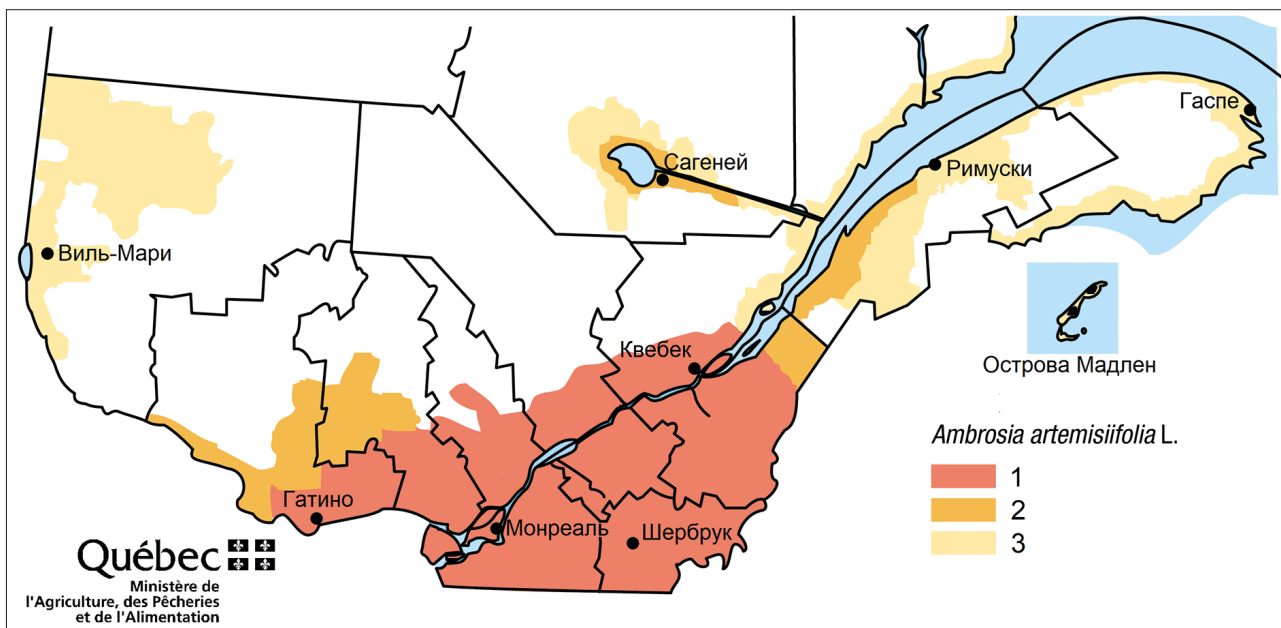 Гаспе
Сагеней
Римуски
Виль-Мари
Острова Мадлен
Квебек
Ambrosia artemisiifolia L.
1
2
3
Гатино
Монреаль
Шербрук
Québec
Ministère de
l'Agriculture, des Pêcheries
et de l'Alimentation